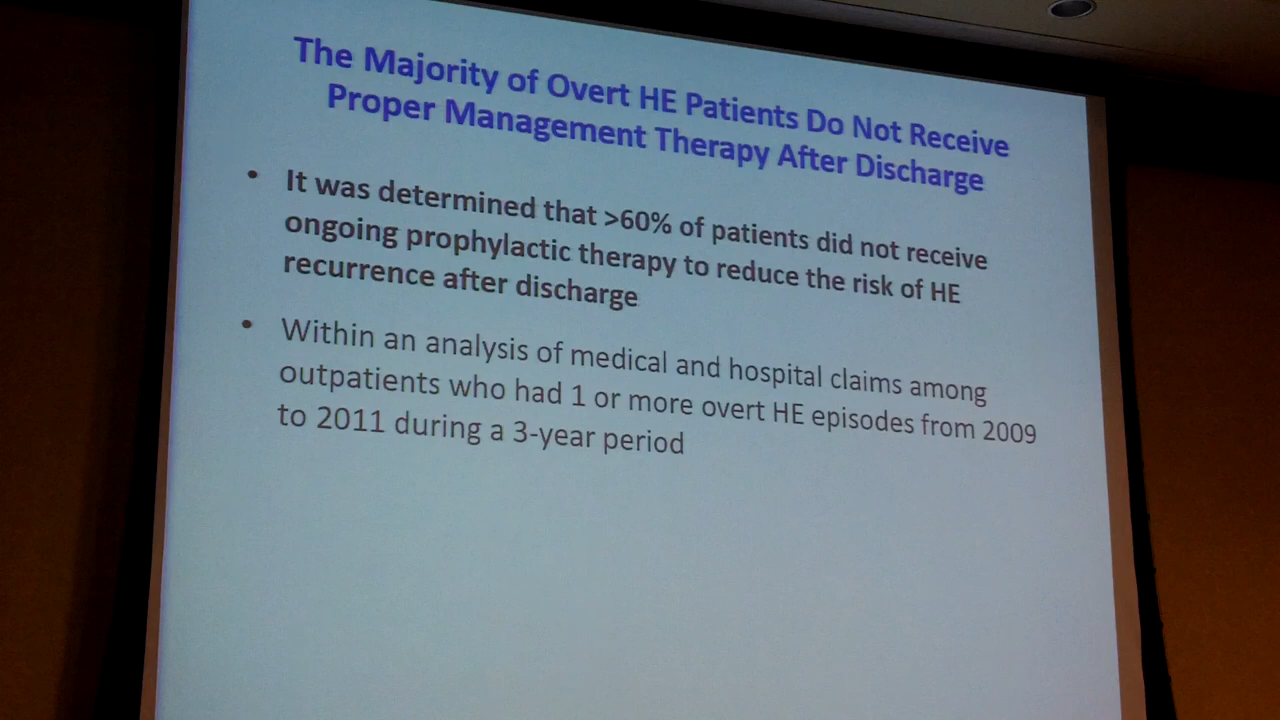 The Majority of Overt HE Patients Do Not Receive
Proper Management Therapy After Discharge
• It was determined that >60% of patients did not receive
ongoing prophylactic therapy to reduce the risk of HE
recurrence after discharge
• Within an analysis of medical and hospital claims among
outpatients who had 1 or more overt HE episodes from 2009
to 2011 during a 3-year period